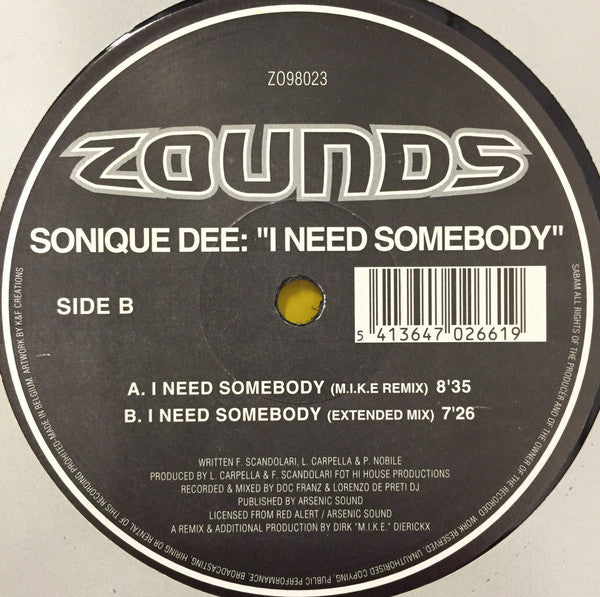 ZO98023
ZOUNDS
SONIQUE DEE: "I NEED SOMEBODY"
SIDE B
5 413647 026619
A. I NEED SOMEBODY (M.I.K.E REMIX) 8'35
B. I NEED SOMEBODY (EXTENDED MIX) 7'26
WRITTEN F. SCANDOLARI, L. CARPELLA & P. NOBILE
PRODUCED BY L. CARPELLA & F. SCANDOLARI FOT HI HOUSE PRODUCTIONS
RECORDED & MIXED BY DOC FRANZ & LORENZO DE PRETI DJ
PUBLISHED BY ARSENIC SOUND
LICENSED FROM RED ALERT / ARSENIC SOUND
A REMIX & ADDITIONAL PRODUCTION BY DIRK "M.I.K.E." DIERICKX
SABAM ALL RIGHTS OF THE PRODUCER AND OF THE OWNER OF THE RECORDED WORK RESERVED. UNAUTHORISED COPYING, PUBLIC PERFORMANCE, BROADCASTING, HIRING OR RENTAL OF THIS RECORDING PROHITED MADE IN BELGIUM. ARTWORK BY K&F CREATIONS